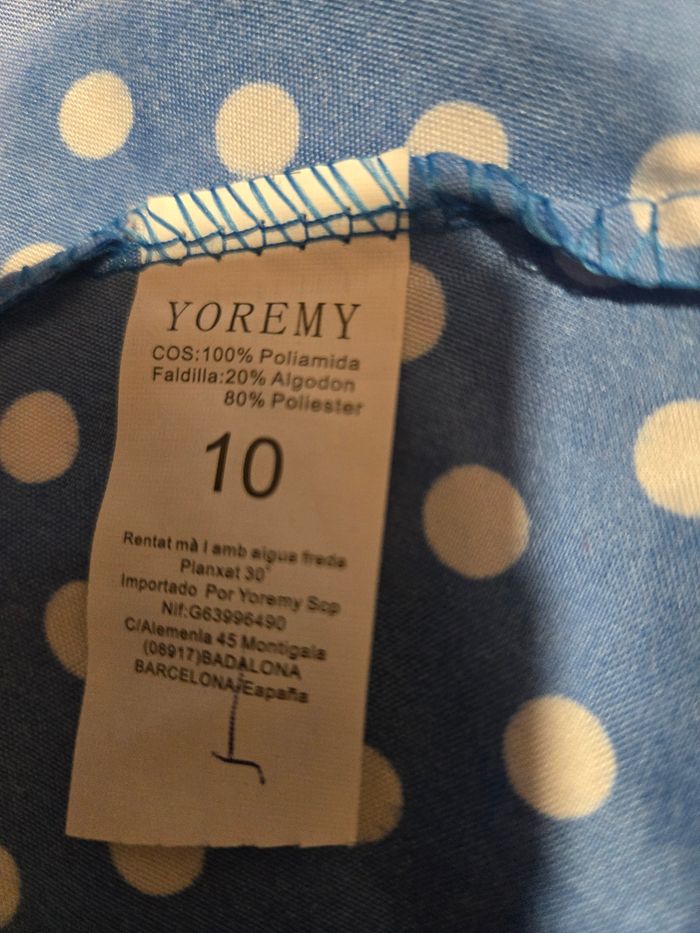 YOREMY
COS:100% Poliamida
Faldilla:20% Algodon
80% Poliester
10
Rentat mà I amb aigua freda
Planxat 30°
Importado Por Yoremy Scp
Nif:G63996490
C/Alemenia 45 Montigala
(08917)BADALONA
BARCELONA/Eapaña